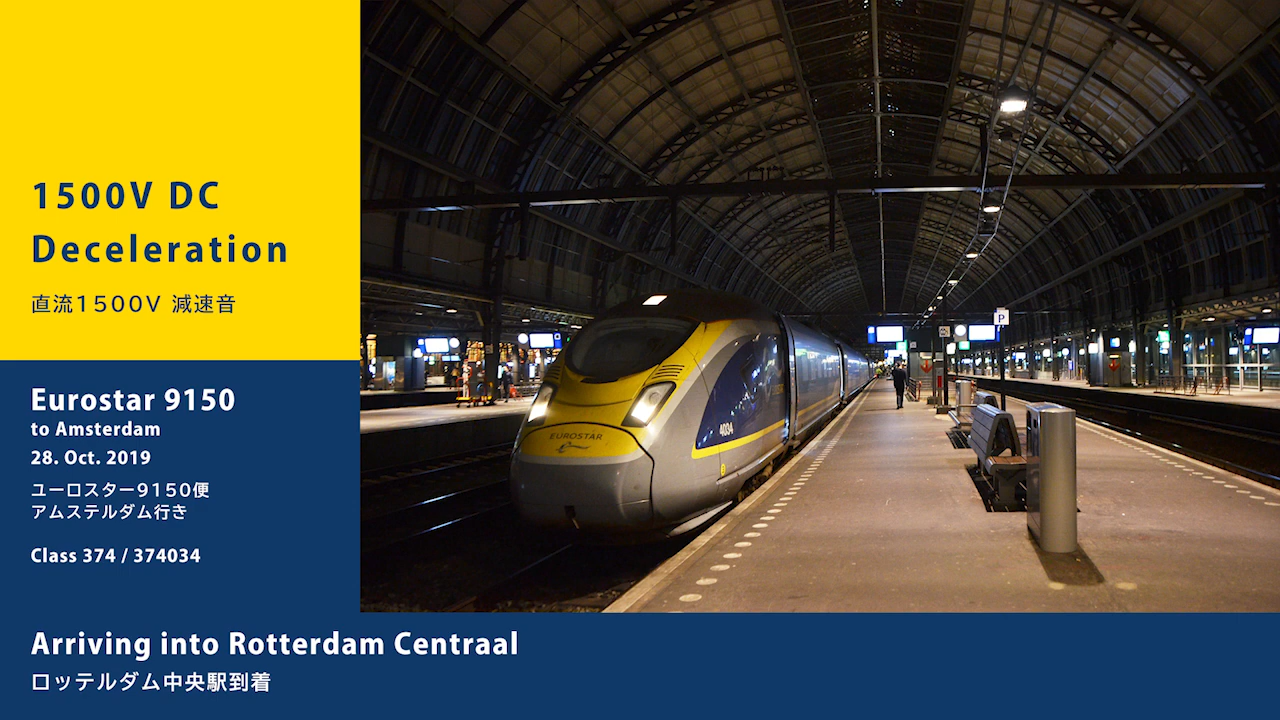 1500V DC
Deceleration
直流1500V 減速音
Eurostar 9150
to Amsterdam
28. Oct. 2019
ユーロスター9150便
アムステルダム行き
Class 374 / 374034
Arriving into Rotterdam Centraal
ロッテルダム中央駅到着
EUROSTAR
4034
P